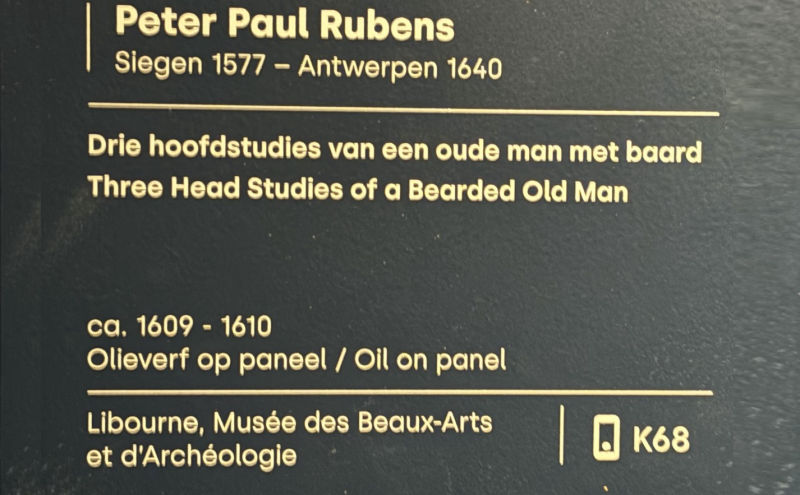 Peter Paul Rubens
Siegen 1577 – Antwerpen 1640
Drie hoofdstudies van een oude man met baard
Three Head Studies of a Bearded Old Man
ca. 1609 - 1610
Olieverf op paneel / Oil on panel
Libourne, Musée des Beaux-Arts
et d'Archéologie
K68